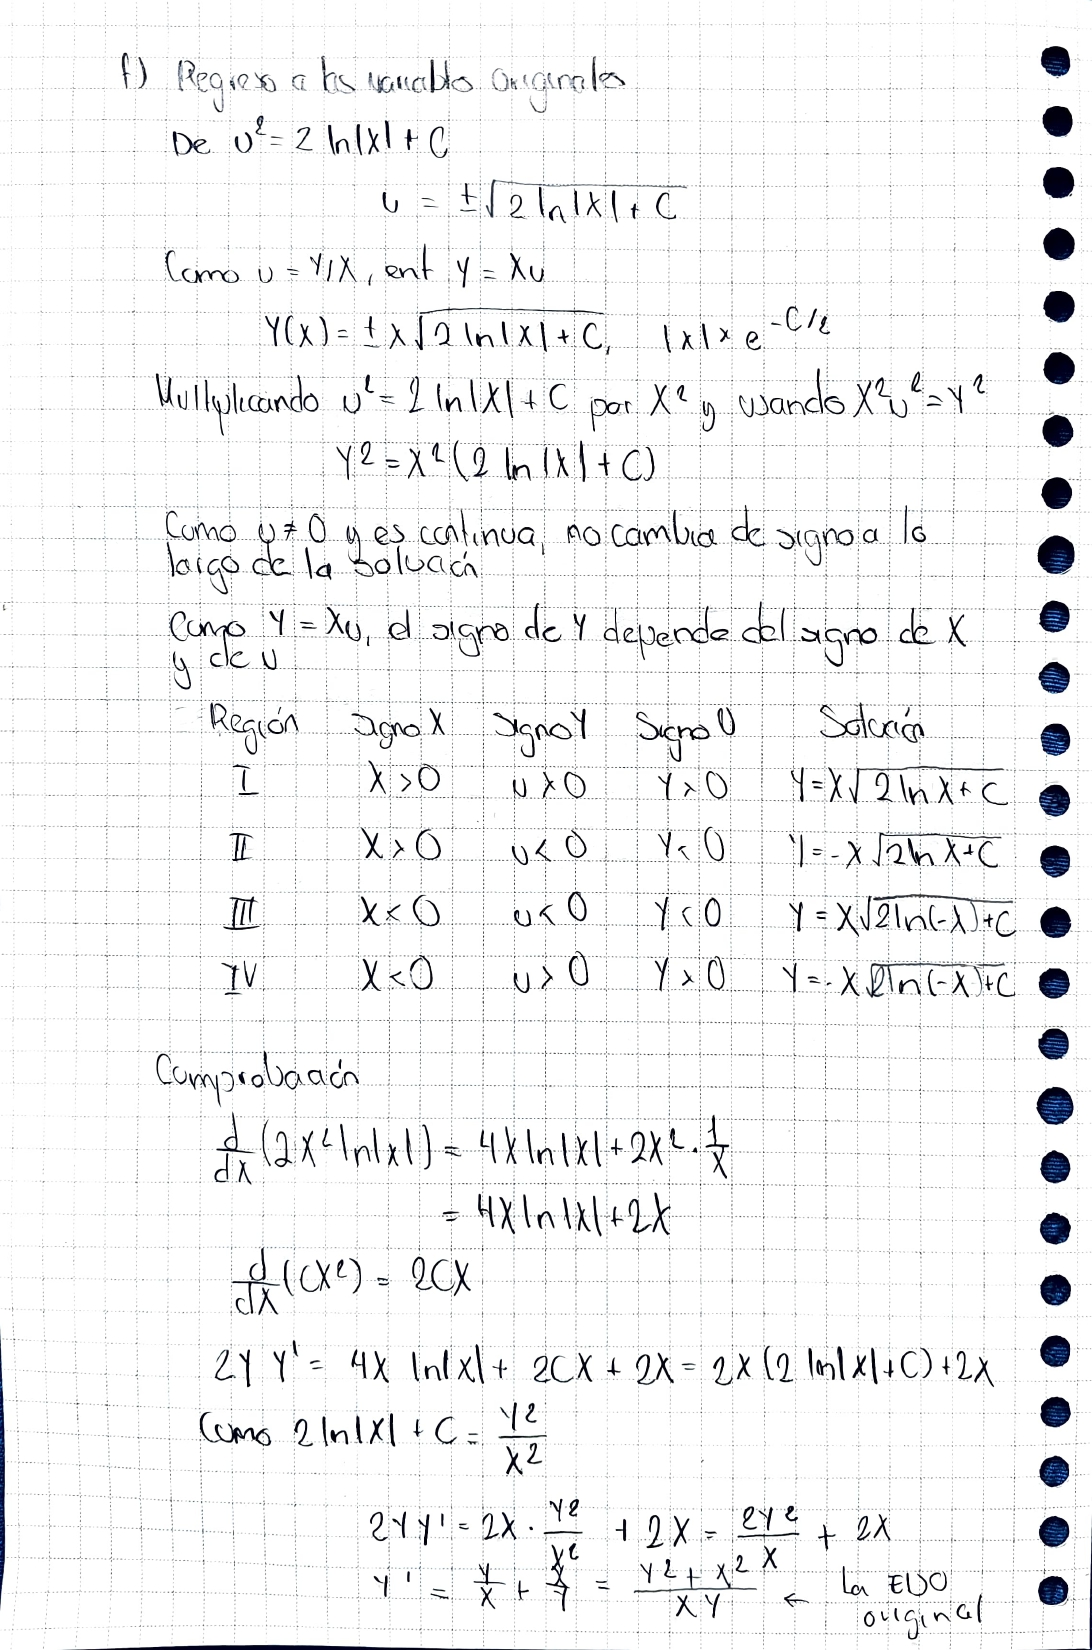 f) Regreso a las variables originales
De u² = 2 ln|x| + C
u = ±√(2 ln|x| + C)
Como u = y/x, ent y = xu
y(x) = ± x√(2 ln|x| + C), |x| > e^(-C/2)
Multiplicando u² = 2 ln|x| + C por x² y usando x²u² = y²
y² = x²(2 ln|x| + C)
Como u ≠ 0 y es continua, no cambia de signo a lo
largo de la solución
Como y = xu, el signo de y depende del signo de x
y de u
Región signo x signo y signo u Solución
I x > 0 u > 0 y > 0 y = x√(2 ln x + C)
II x > 0 u < 0 y < 0 y = -x√(2 ln x + C)
III x < 0 u < 0 y < 0 y = x√(2 ln(-x) + C)
IV x < 0 u > 0 y > 0 y = -x√(2 ln(-x) + C)
Comprobación
d/dx (2x² ln|x|) = 4x ln|x| + 2x² · 1/x
= 4x ln|x| + 2x
d/dx (cx²) = 2cx
2y y' = 4x ln|x| + 2cx + 2x = 2x(2 ln|x| + C) + 2x
Como 2 ln|x| + C = y²/x²
2yy' = 2x · y²/x² + 2x = 2y²/x + 2x
y' = y/x + x/y = (y² + x²)/(xy) ← la EDO
original